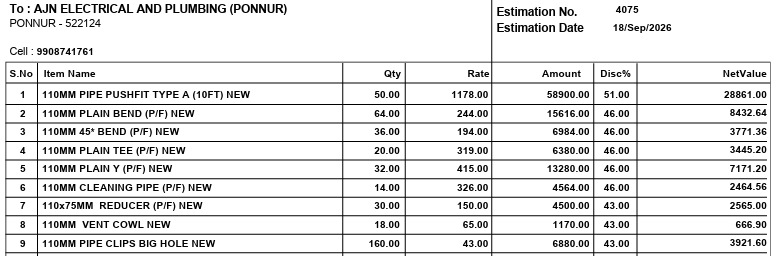 To : AJN ELECTRICAL AND PLUMBING (PONNUR)
PONNUR - 522124
Cell : 9908741761
Estimation No. 4075
Estimation Date 18/Sep/2026
S.No Item Name Qty Rate Amount Disc% NetValue
1 110MM PIPE PUSHFIT TYPE A (10FT) NEW 50.00 1178.00 58900.00 51.00 28861.00
2 110MM PLAIN BEND (P/F) NEW 64.00 244.00 15616.00 46.00 8432.64
3 110MM 45* BEND (P/F) NEW 36.00 194.00 6984.00 46.00 3771.36
4 110MM PLAIN TEE (P/F) NEW 20.00 319.00 6380.00 46.00 3445.20
5 110MM PLAIN Y (P/F) NEW 32.00 415.00 13280.00 46.00 7171.20
6 110MM CLEANING PIPE (P/F) NEW 14.00 326.00 4564.00 46.00 2464.56
7 110x75MM REDUCER (P/F) NEW 30.00 150.00 4500.00 43.00 2565.00
8 110MM VENT COWL NEW 18.00 65.00 1170.00 43.00 666.90
9 110MM PIPE CLIPS BIG HOLE NEW 160.00 43.00 6880.00 43.00 3921.60